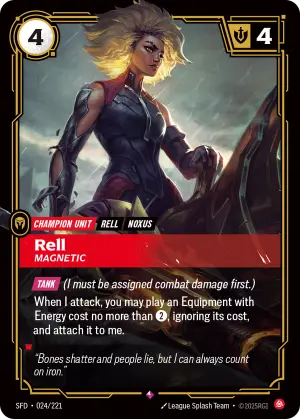 4
4
CHAMPION UNIT RELL NOXUS
Rell
MAGNETIC
TANK (I must be assigned combat damage first.)
When I attack, you may play an Equipment with
Energy cost no more than 2, ignoring its cost,
and attach it to me.
"Bones shatter and people lie, but I can always count
on iron."
SFD • 024/221
League Splash Team • ©2025RGI